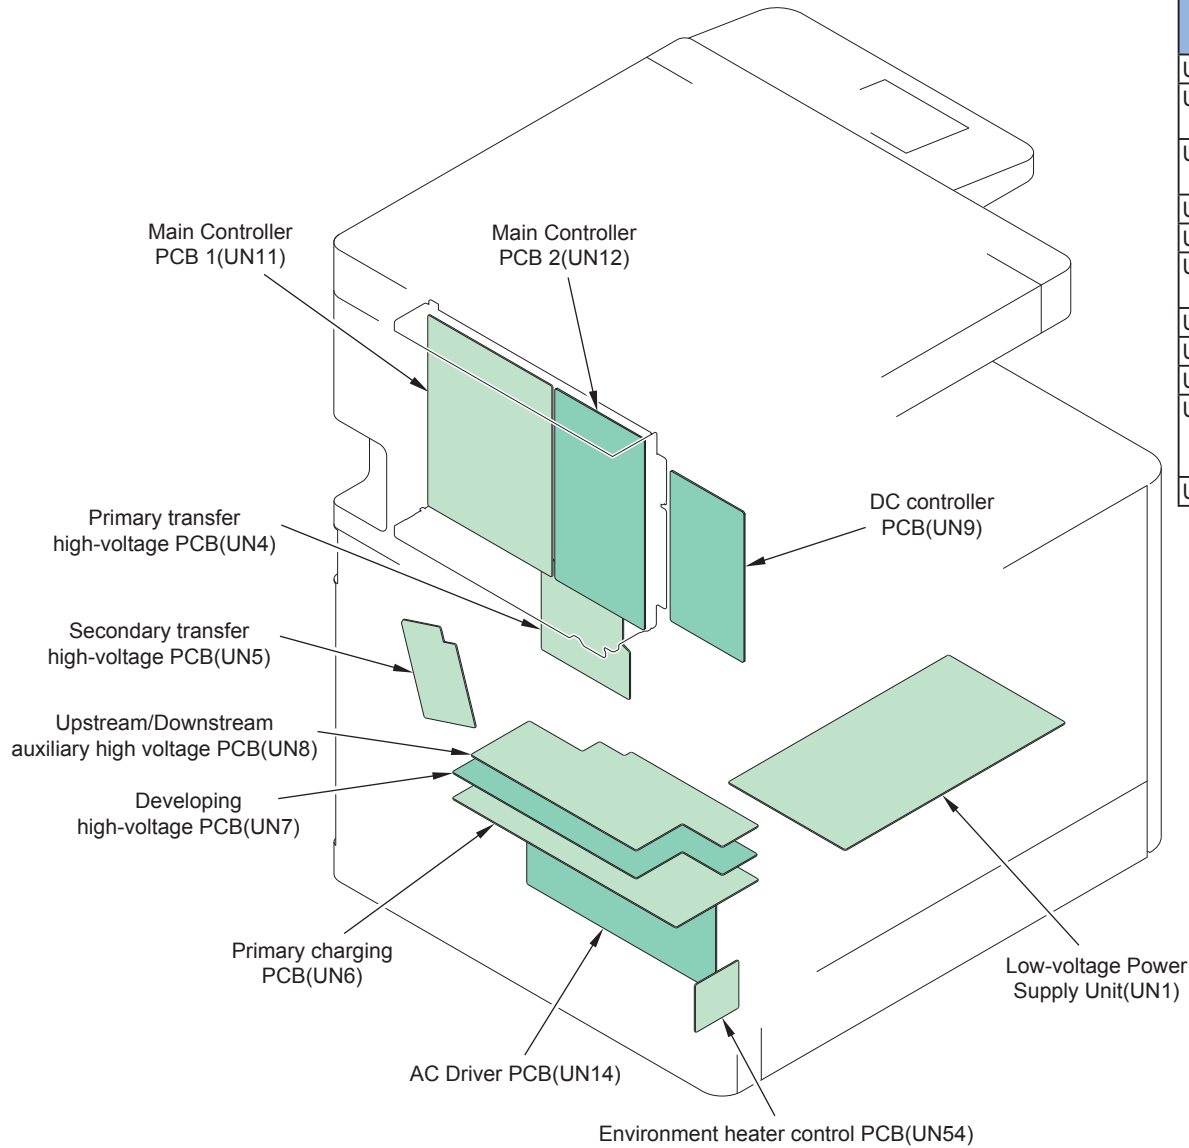 Main Controller
PCB 1(UN11)
Main Controller
PCB 2(UN12)
Primary transfer
high-voltage PCB(UN4)
DC controller
PCB(UN9)
Secondary transfer
high-voltage PCB(UN5)
Upstream/Downstream
auxiliary high voltage PCB(UN8)
Developing
high-voltage PCB(UN7)
Primary charging
PCB(UN6)
Low-voltage Power
Supply Unit(UN1)
AC Driver PCB(UN14)
Environment heater control PCB(UN54)